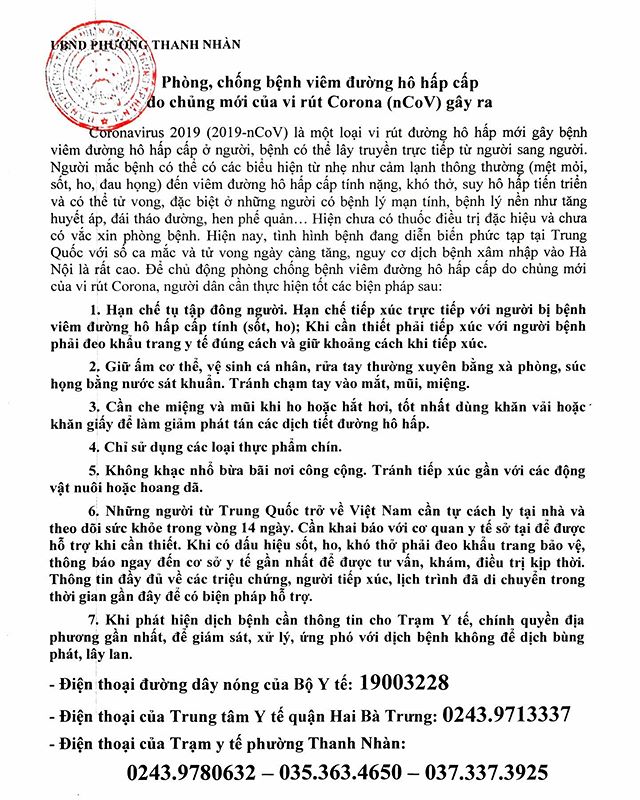 UBND PHƯỜNG THANH NHÀN
Phòng, chống bệnh viêm đường hô hấp cấp
do chủng mới của vi rút Corona (nCoV) gây ra
Coronavirus 2019 (2019-nCoV) là một loại vi rút đường hô hấp mới gây bệnh
viêm đường hô hấp cấp ở người, bệnh có thể lây truyền trực tiếp từ người sang người.
Người mắc bệnh có thể có các biểu hiện từ nhẹ như cảm lạnh thông thường (mệt mỏi,
sốt, ho, đau họng) đến viêm đường hô hấp cấp tính nặng, khó thở, suy hô hấp tiến triển
và có thể tử vong, đặc biệt ở những người có bệnh lý mạn tính, bệnh lý nền như tăng
huyết áp, đái tháo đường, hen phế quản... Hiện chưa có thuốc điều trị đặc hiệu và chưa
có vắc xin phòng bệnh. Hiện nay, tình hình bệnh đang diễn biến phức tạp tại Trung
Quốc với số ca mắc và tử vong ngày càng tăng, nguy cơ dịch bệnh xâm nhập vào Hà
Nội là rất cao. Để chủ động phòng chống bệnh viêm đường hô hấp cấp do chủng mới
của vi rút Corona, người dân cần thực hiện tốt các biện pháp sau:
1. Hạn chế tụ tập đông người. Hạn chế tiếp xúc trực tiếp với người bị bệnh
viêm đường hô hấp cấp tính (sốt, ho); Khi cần thiết phải tiếp xúc với người bệnh
phải đeo khẩu trang y tế đúng cách và giữ khoảng cách khi tiếp xúc.
2. Giữ ấm cơ thể, vệ sinh cá nhân, rửa tay thường xuyên bằng xà phòng, súc
họng bằng nước sát khuẩn. Tránh chạm tay vào mắt, mũi, miệng.
3. Cần che miệng và mũi khi ho hoặc hắt hơi, tốt nhất dùng khăn vải hoặc
khăn giấy để làm giảm phát tán các dịch tiết đường hô hấp.
4. Chỉ sử dụng các loại thực phẩm chín.
5. Không khạc nhổ bừa bãi nơi công cộng. Tránh tiếp xúc gần với các động
vật nuôi hoặc hoang dã.
6. Những người từ Trung Quốc trở về Việt Nam cần tự cách ly tại nhà và
theo dõi sức khỏe trong vòng 14 ngày. Cần khai báo với cơ quan y tế sở tại để được
hỗ trợ khi cần thiết. Khi có dấu hiệu sốt, ho, khó thở phải đeo khẩu trang bảo vệ,
thông báo ngay đến cơ sở y tế gần nhất để được tư vấn, khám, điều trị kịp thời.
Thông tin đầy đủ về các triệu chứng, người tiếp xúc, lịch trình đã di chuyển trong
thời gian gần đây để có biện pháp hỗ trợ.
7. Khi phát hiện dịch bệnh cần thông tin cho Trạm Y tế, chính quyền địa
phương gần nhất, để giám sát, xử lý, ứng phó với dịch bệnh không để dịch bùng
phát, lây lan.
- Điện thoại đường dây nóng của Bộ Y tế: 19003228
- Điện thoại của Trung tâm Y tế quận Hai Bà Trưng: 0243.9713337
- Điện thoại của Trạm y tế phường Thanh Nhàn:
0243.9780632 – 035.363.4650 – 037.337.3925